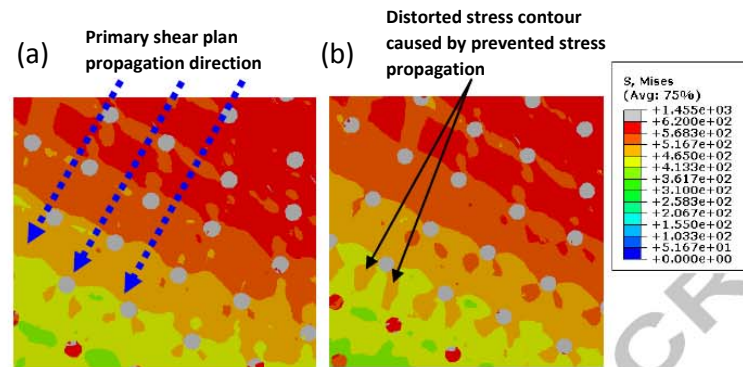 (a)
Primary shear plan
propagation direction
(b)
Distorted stress contour
caused by prevented stress
propagation
S, Mises
(Avg: 75%)
+1.455e+03
+6.200e+02
+5.683e+02
+5.167e+02
+4.650e+02
+4.133e+02
+3.617e+02
+3.100e+02
+2.583e+02
+2.067e+02
+1.550e+02
+1.033e+02
+5.167e+01
+0.000e+00
CR